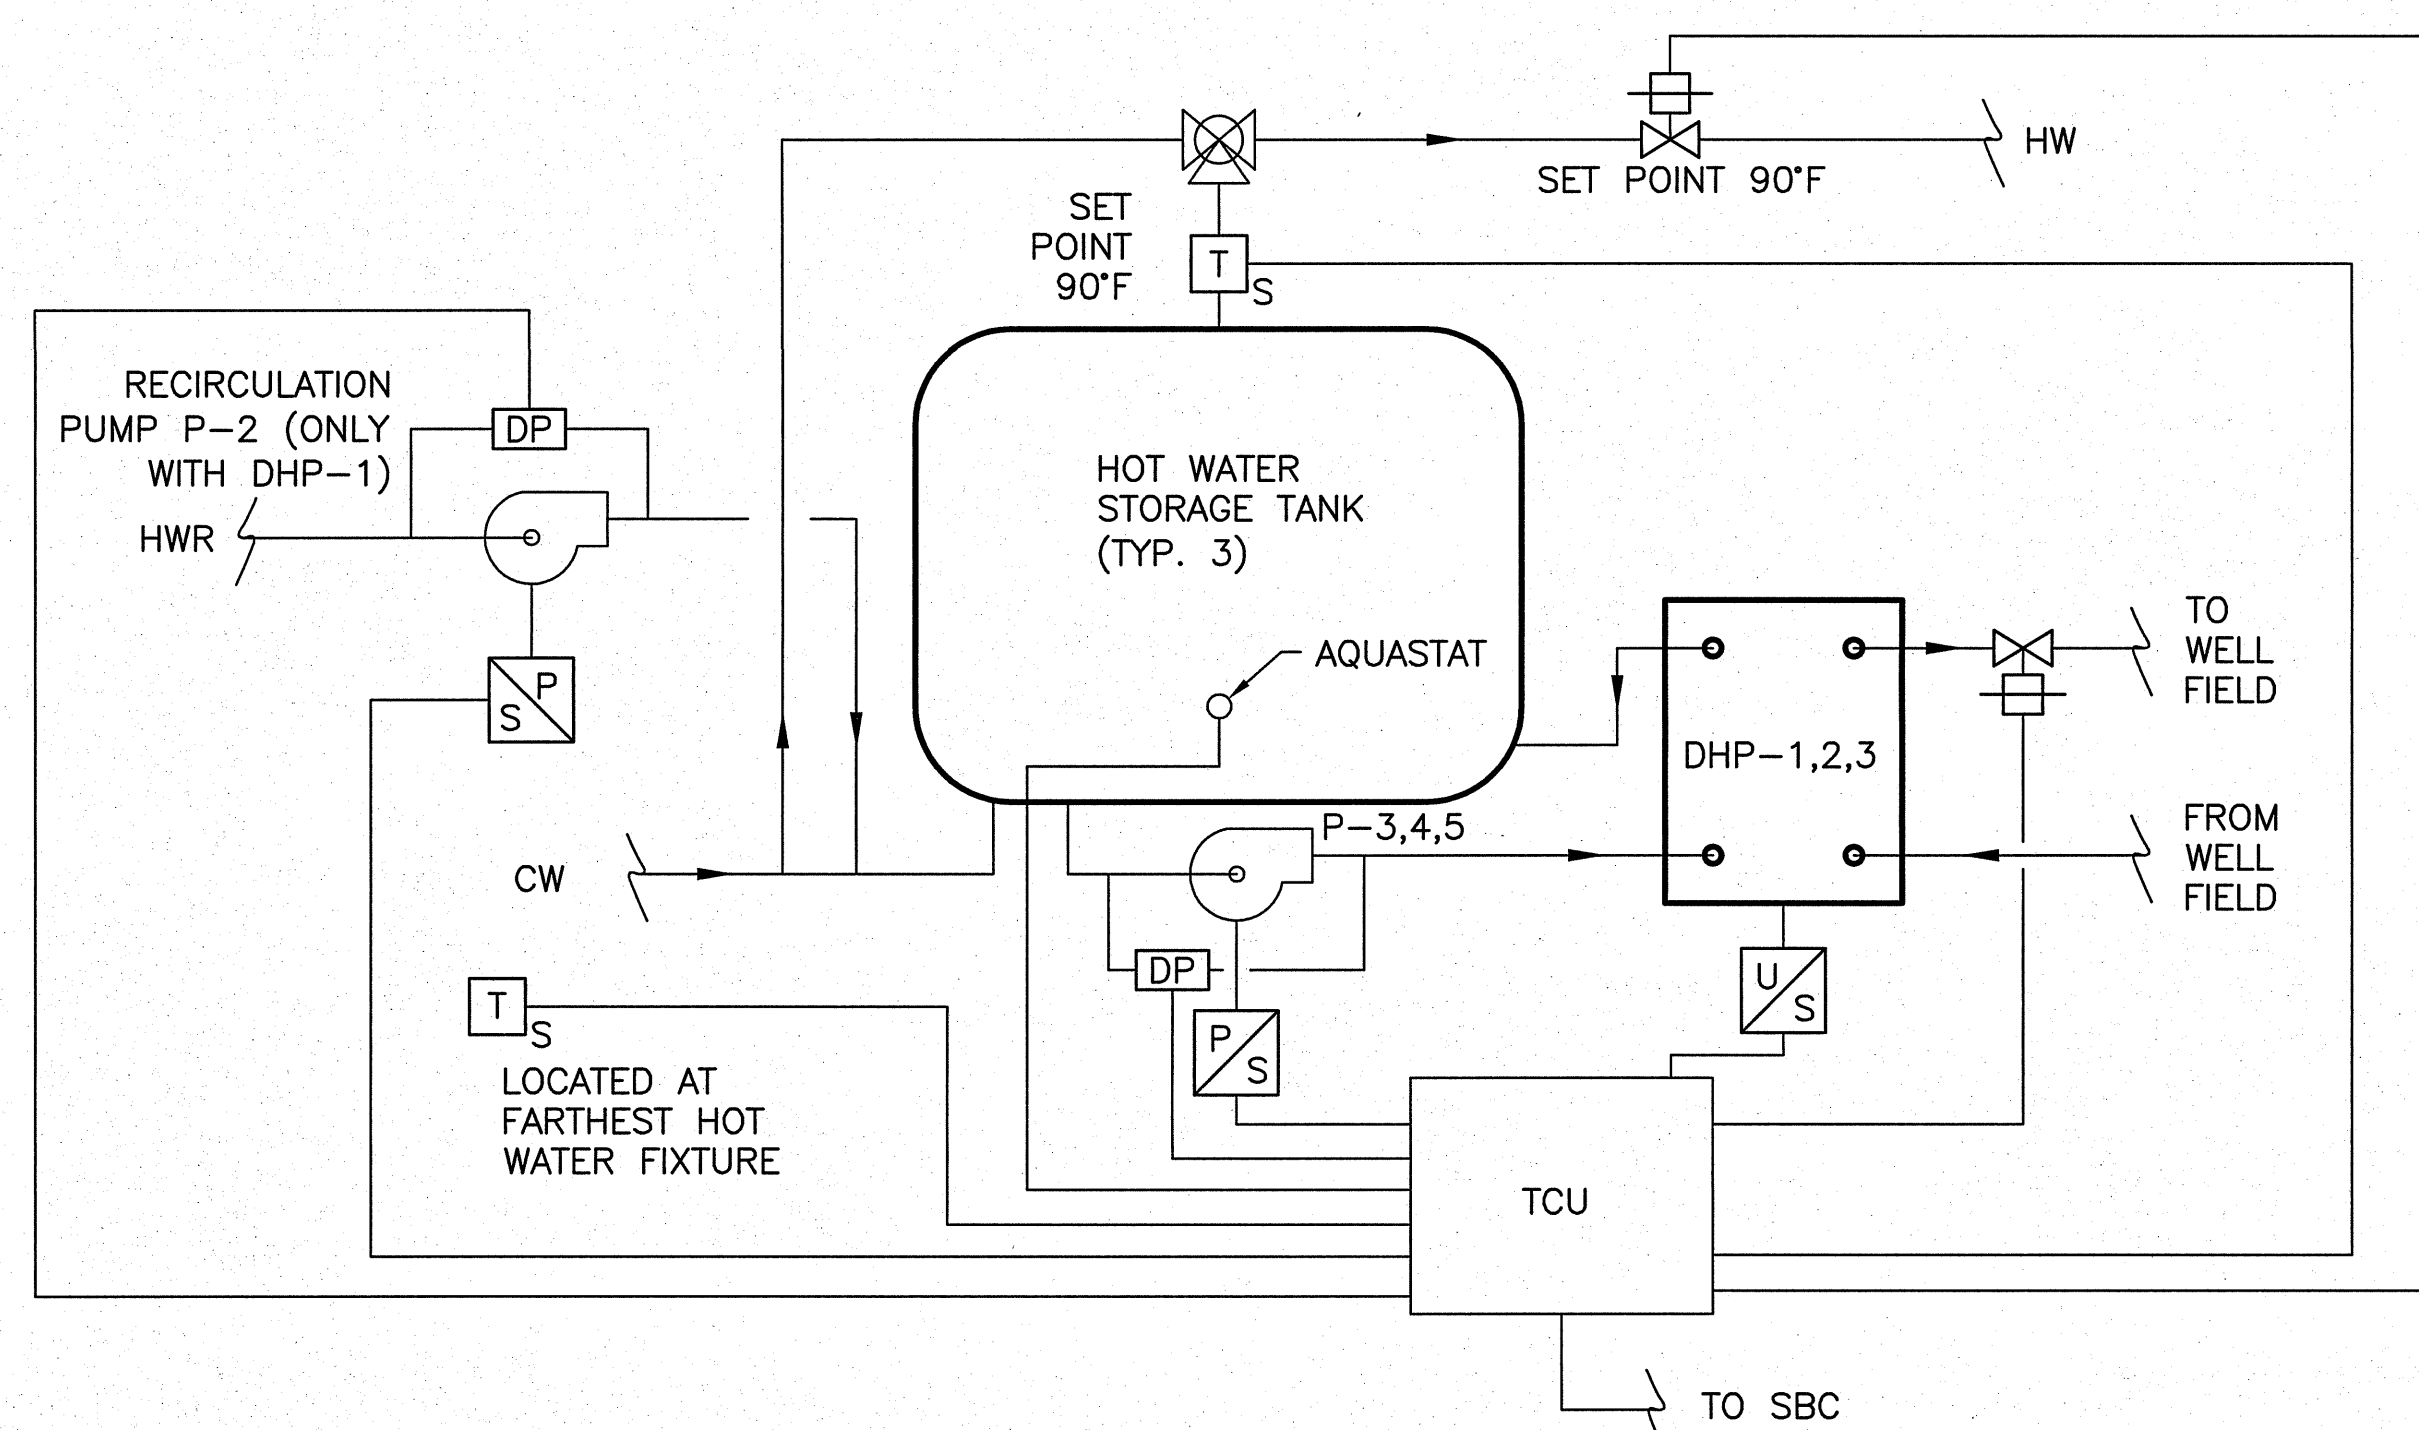 HW
SET POINT 90°F
SET
POINT
90°F
T
S
RECIRCULATION
PUMP P-2 (ONLY
WITH DHP-1)
DP
HWR
P
S
HOT WATER
STORAGE TANK
(TYP. 3)
AQUASTAT
TO
WELL
FIELD
DHP-1,2,3
P-3,4,5
FROM
WELL
FIELD
CW
DP
U
S
T
S
P
S
LOCATED AT
FARTHEST HOT
WATER FIXTURE
TCU
TO SBC